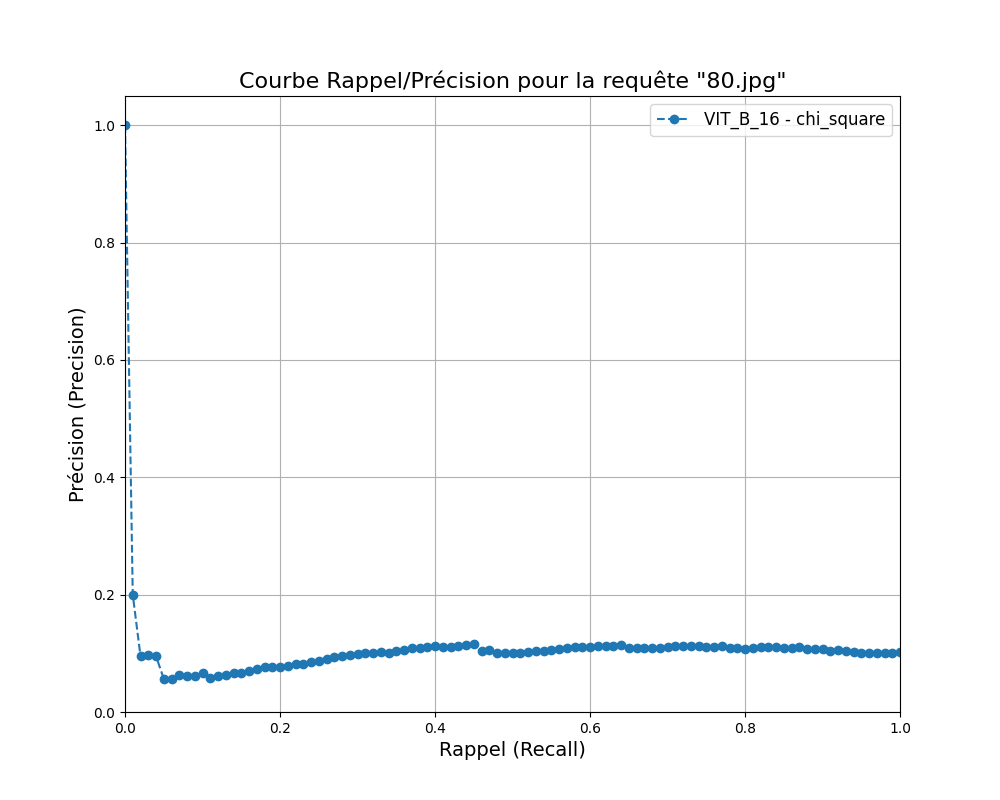 Courbe Rappel/Précision pour la requête "80.jpg"
VIT_B_16 - chi_square
Précision (Precision)
1.0
0.8
0.6
0.4
0.2
0.0
0.0 0.2 0.4 0.6 0.8 1.0
Rappel (Recall)